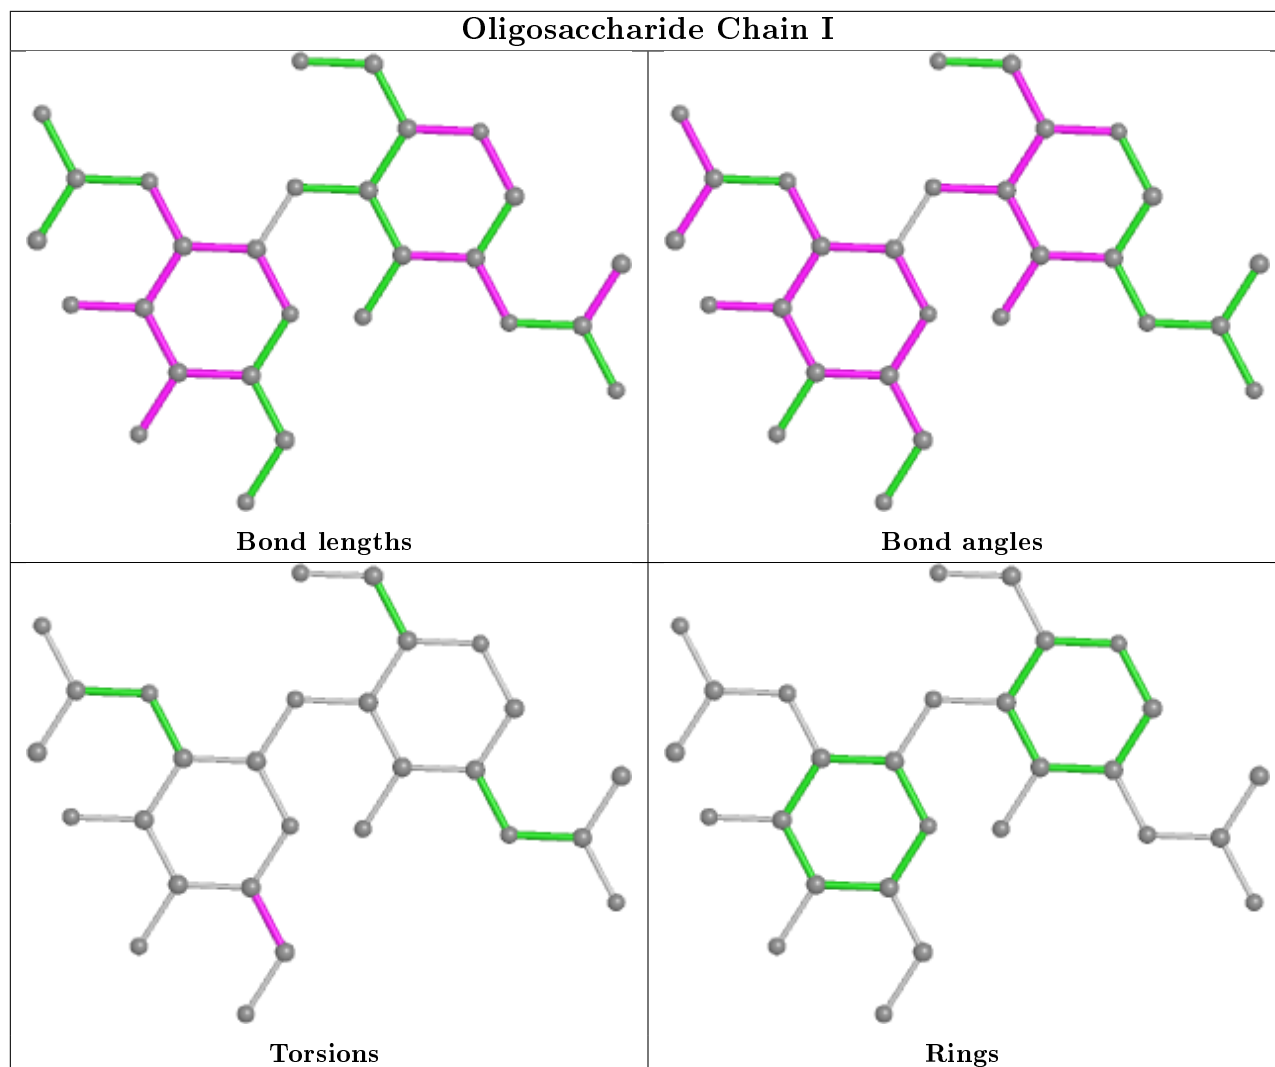 Oligosaccharide Chain I
Bond lengths
Bond angles
Torsions
Rings